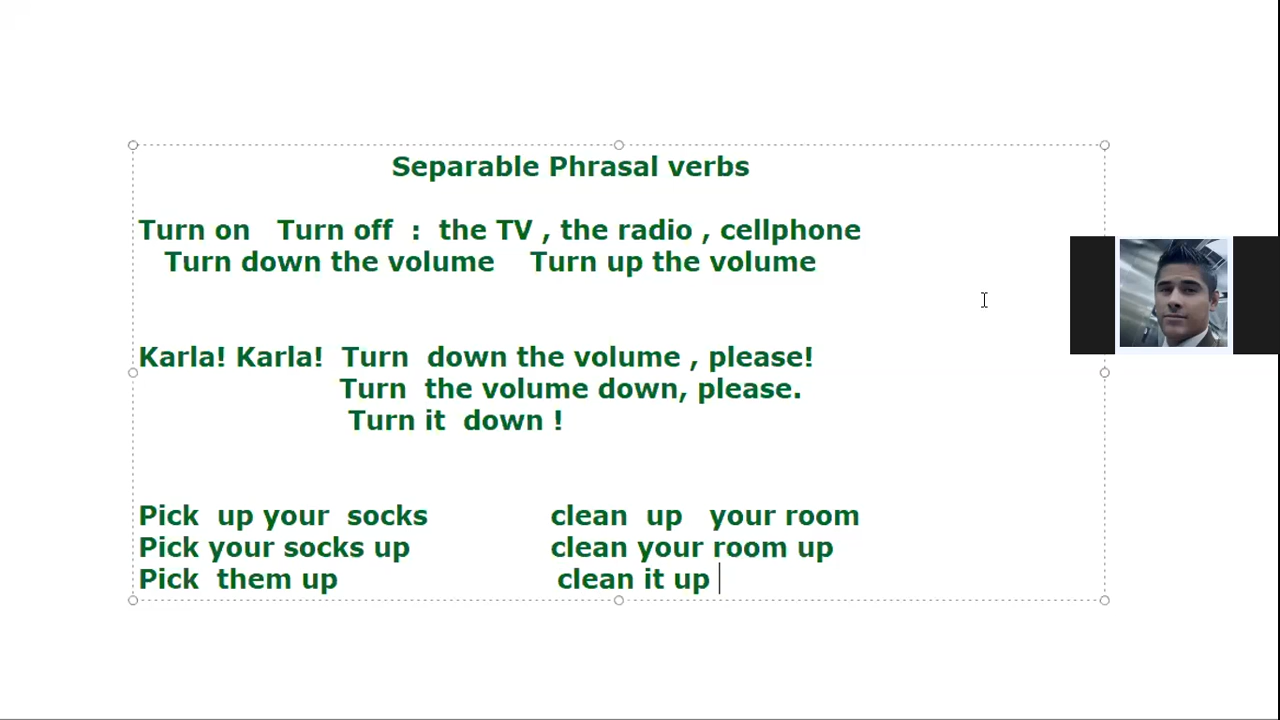 Separable Phrasal verbs
Turn on Turn off : the TV , the radio , cellphone
Turn down the volume Turn up the volume
Karla! Karla! Turn down the volume , please!
Turn the volume down, please.
Turn it down !
Pick up your socks clean up your room
Pick your socks up clean your room up
Pick them up clean it up